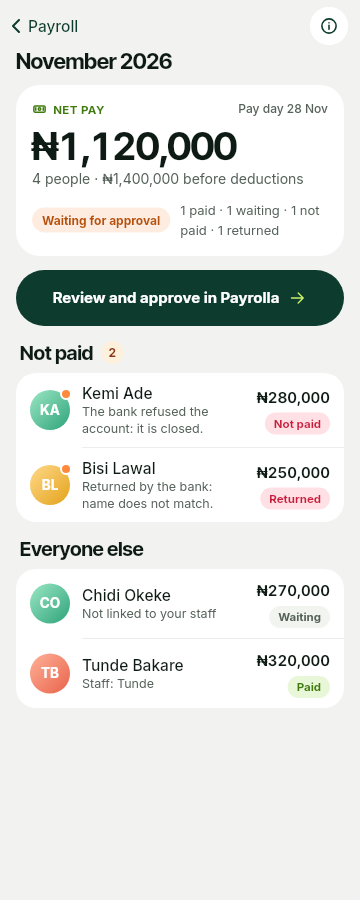 Payroll
November 2026
NET PAY
Pay day 28 Nov
₦1,120,000
4 people · ₦1,400,000 before deductions
Waiting for approval
1 paid · 1 waiting · 1 not
paid · 1 returned
Review and approve in Payrolla →
Not paid 2
Kemi Ade
₦280,000
The bank refused the
account: it is closed.
Not paid
KA
Bisi Lawal
₦250,000
Returned by the bank:
name does not match.
Returned
BL
Everyone else
CO
Chidi Okeke
₦270,000
Not linked to your staff
Waiting
TB
Tunde Bakare
₦320,000
Staff: Tunde
Paid